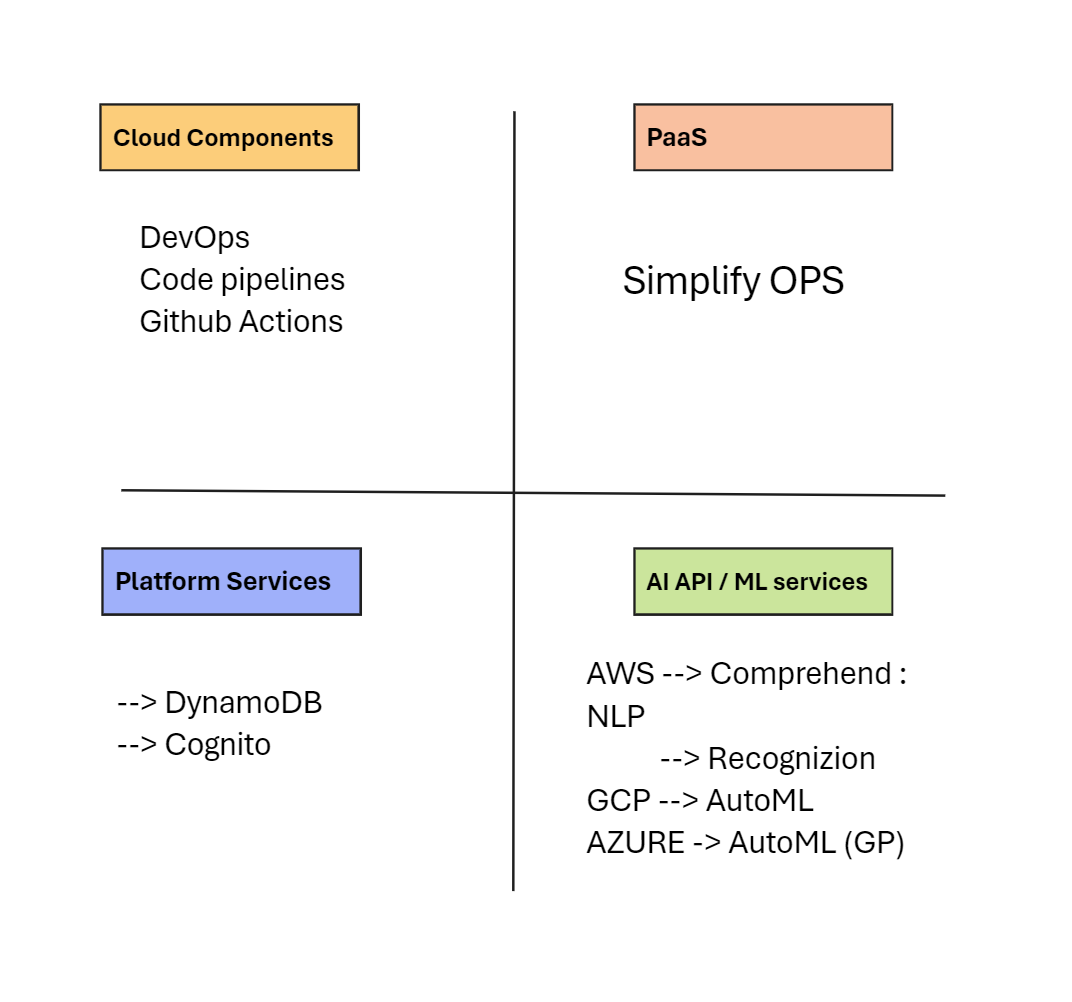 Cloud Components
DevOps
Code pipelines
Github Actions
PaaS
Simplify OPS
Platform Services
--> DynamoDB
--> Cognito
AI API / ML services
AWS --> Comprehend :
NLP
--> Recognizion
GCP --> AutoML
AZURE -> AutoML (GP)